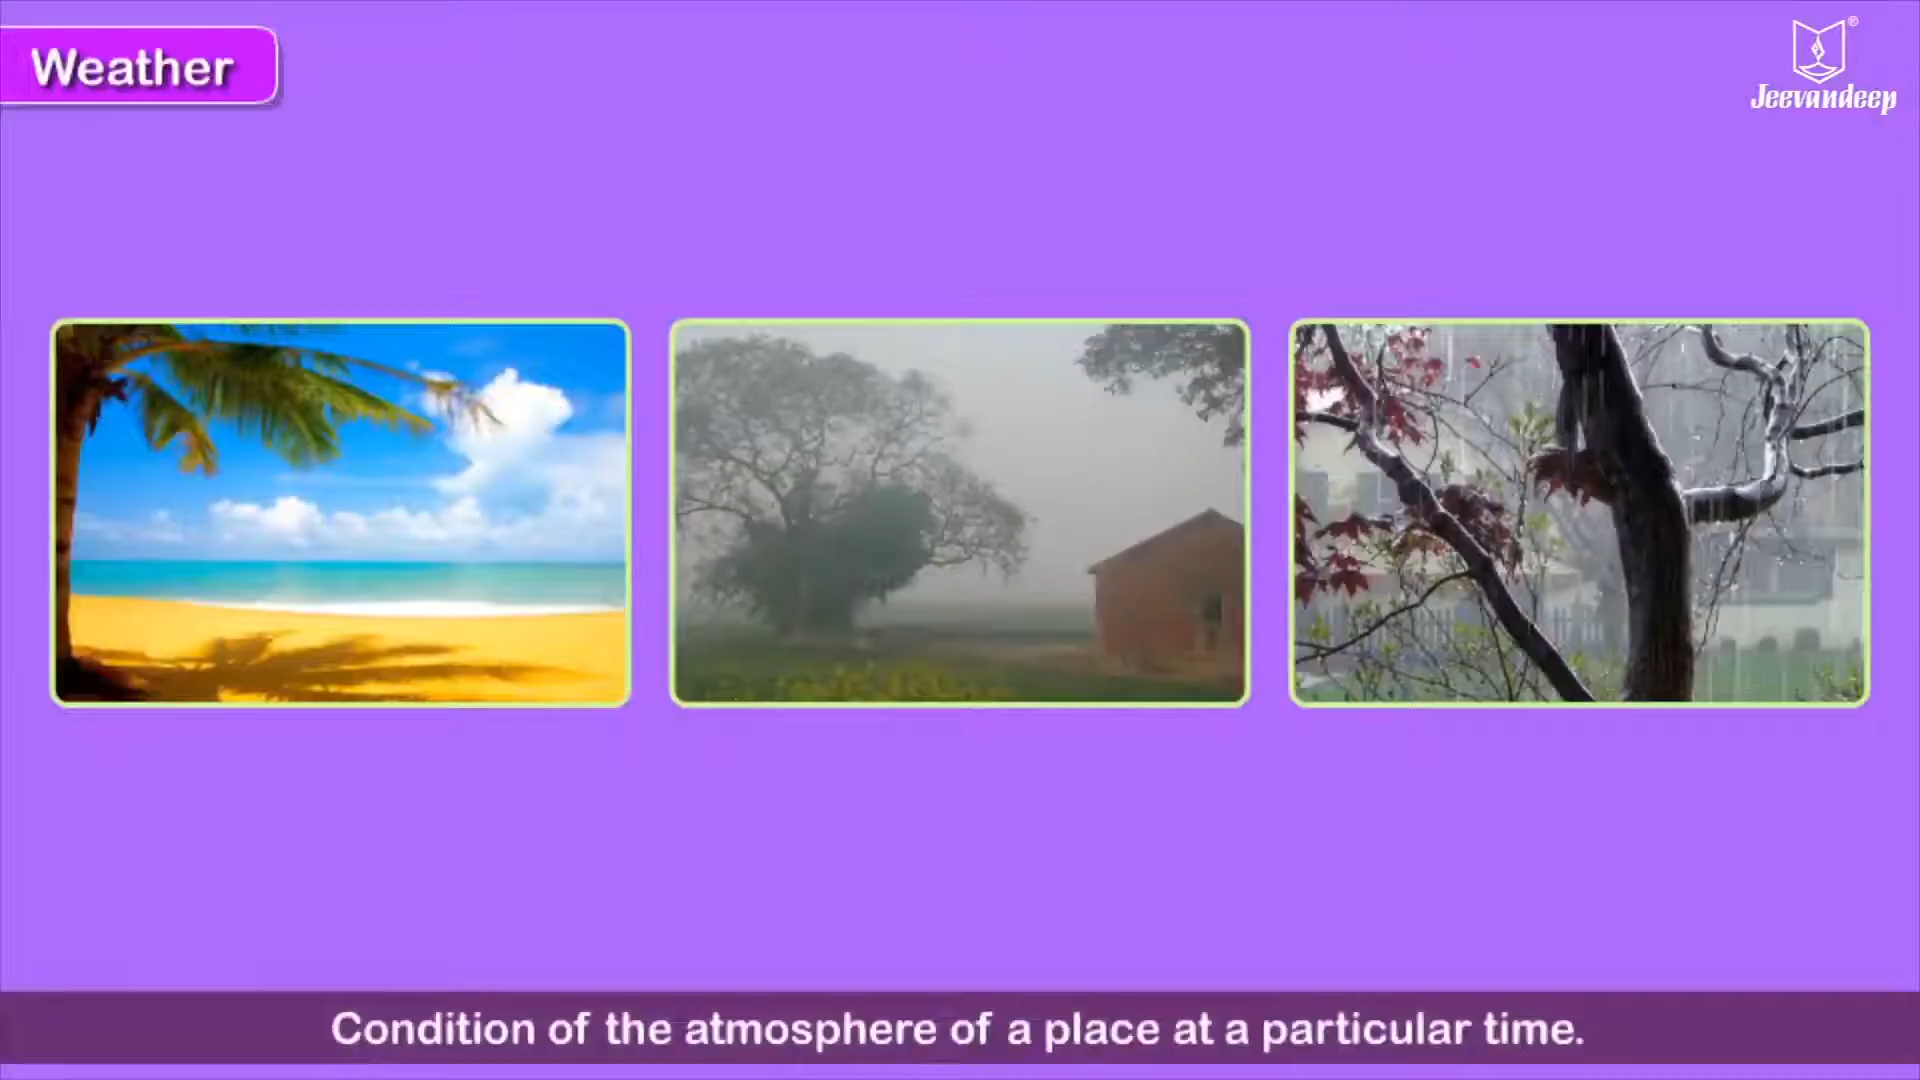 Weather
®
Jeevandeep
Condition of the atmosphere of a place at a particular time.